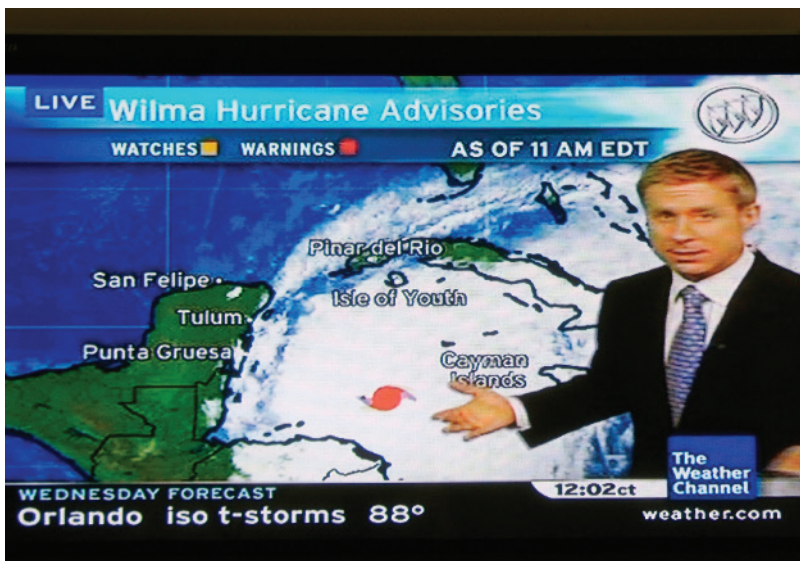 LIVE Wilma Hurricane Advisories
WATCHES WARNINGS AS OF 11 AM EDT
Pinar del Rio
San Felipe
Isle of Youth
Tulum
Punta Gruesa
Cayman
Islands
The
Weather
Channel
WEDNESDAY FORECAST
12:02ct
Orlando iso t-storms 88°
weather.com